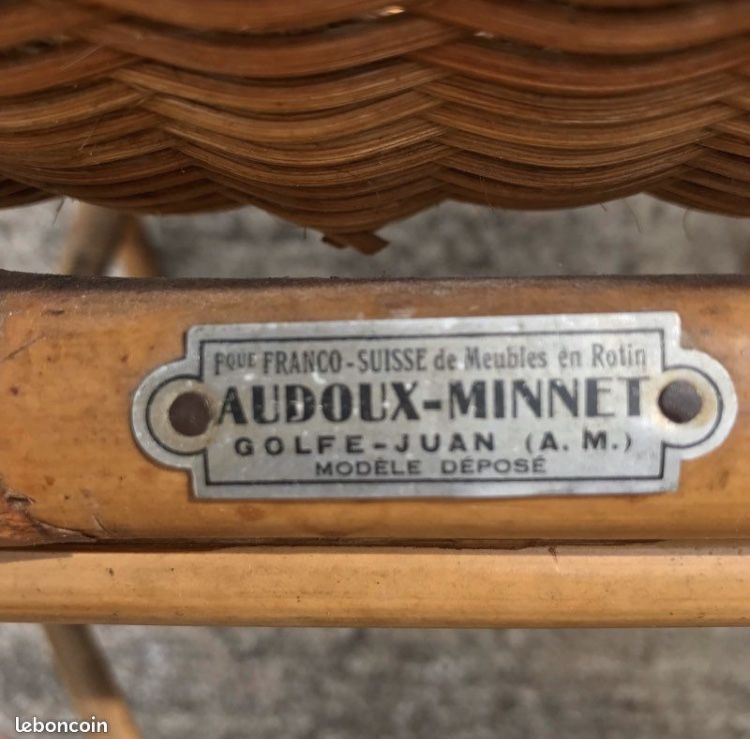 Fque FRANCO-SUISSE de Meubles en Rotin
AUDOUX-MINNET
GOLFE-JUAN (A. M.)
MODÈLE DÉPOSÉ
leboncoin